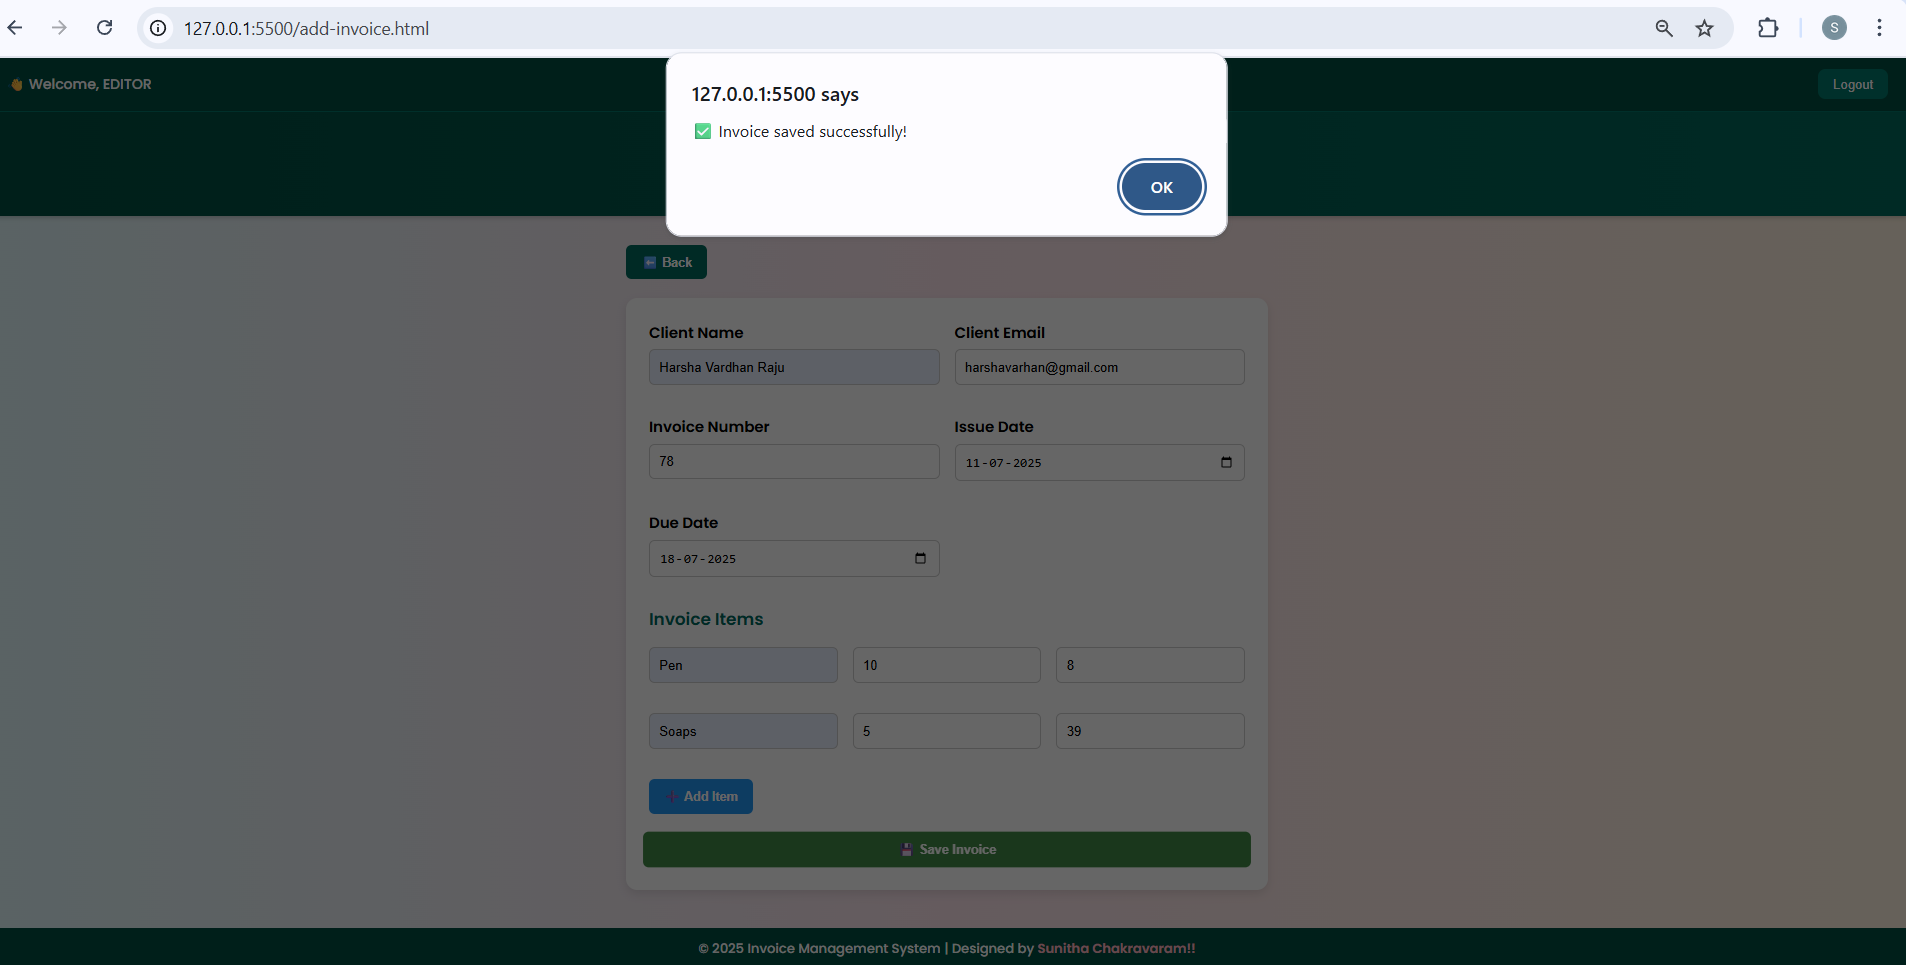 127.0.0.1:5500/add-invoice.html
S
👋 Welcome, EDITOR
Logout
127.0.0.1:5500 says
✅ Invoice saved successfully!
OK
⬅ Back
Client Name
Client Email
Harsha Vardhan Raju
harshavarhan@gmail.com
Invoice Number
Issue Date
78
11-07-2025
Due Date
18-07-2025
Invoice Items
Pen
10
8
Soaps
5
39
➕ Add Item
💾 Save Invoice
© 2025 Invoice Management System | Designed by Sunitha Chakravaram!!